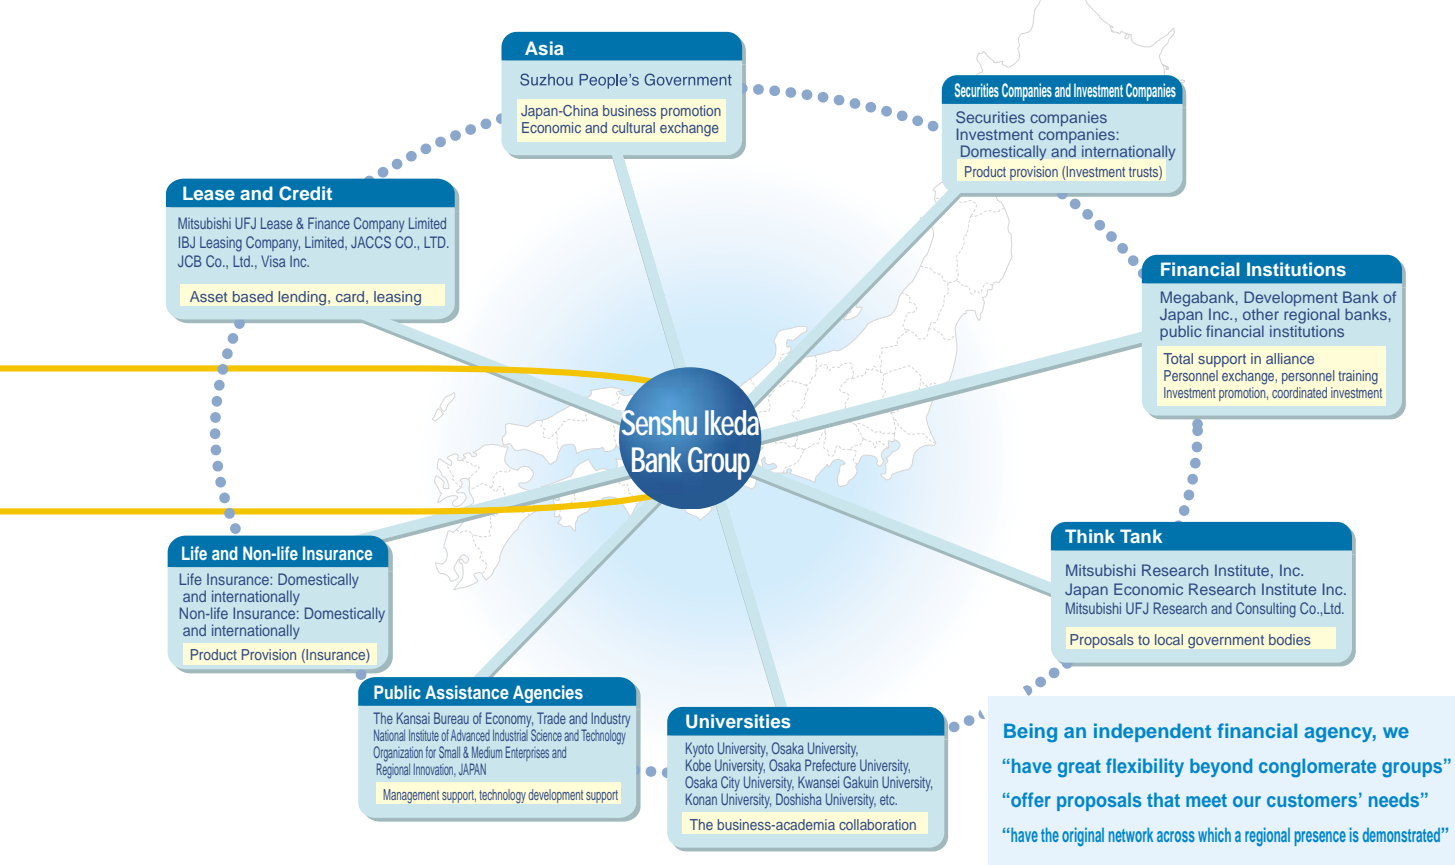 Asia
Suzhou People's Government
Japan-China business promotion
Economic and cultural exchange
Securities Companies and Investment Companies
Securities companies
Investment companies:
Domestically and internationally
Product provision (Investment trusts)
Lease and Credit
Mitsubishi UFJ Lease & Finance Company Limited
IBJ Leasing Company, Limited, JACCS CO., LTD.
JCB Co., Ltd., Visa Inc.
Asset based lending, card, leasing
Financial Institutions
Megabank, Development Bank of
Japan Inc., other regional banks,
public financial institutions
Total support in alliance
Personnel exchange, personnel training
Investment promotion, coordinated investment
Senshu Ikeda
Bank Group
Life and Non-life Insurance
Life Insurance: Domestically
and internationally
Non-life Insurance: Domestically
and internationally
Product Provision (Insurance)
Think Tank
Mitsubishi Research Institute, Inc.
Japan Economic Research Institute Inc.
Mitsubishi UFJ Research and Consulting Co.,Ltd.
Proposals to local government bodies
Public Assistance Agencies
The Kansai Bureau of Economy, Trade and Industry
National Institute of Advanced Industrial Science and Technology
Organization for Small & Medium Enterprises and
Regional Innovation, JAPAN
Management support, technology development support
Universities
Kyoto University, Osaka University,
Kobe University, Osaka Prefecture University,
Osaka City University, Kwansei Gakuin University,
Konan University, Doshisha University, etc.
The business-academia collaboration
Being an independent financial agency, we
“have great flexibility beyond conglomerate groups”
“offer proposals that meet our customers’ needs”
“have the original network across which a regional presence is demonstrated”